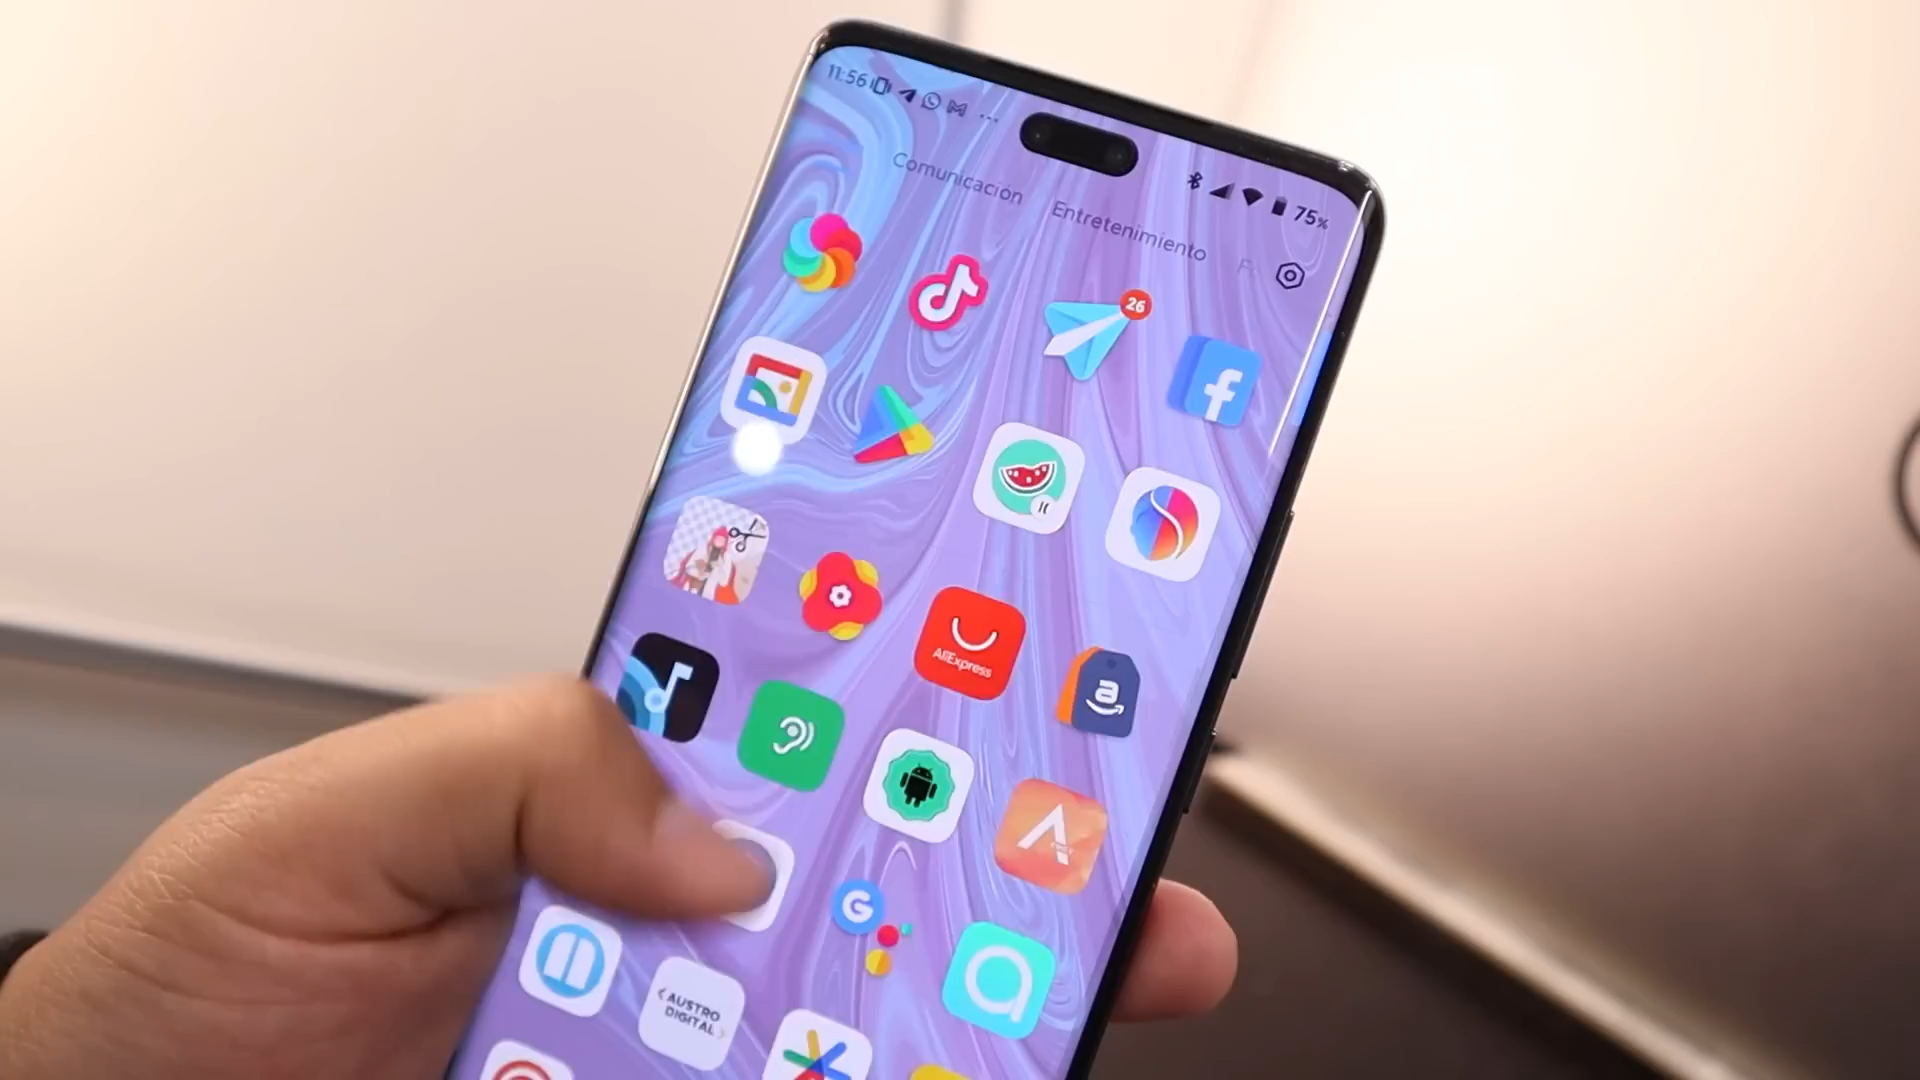 11:56
75%
Comunicación
Entretenimiento
F
26
AliExpress
a
G
a
‹AUSTRO
DIGITAL›